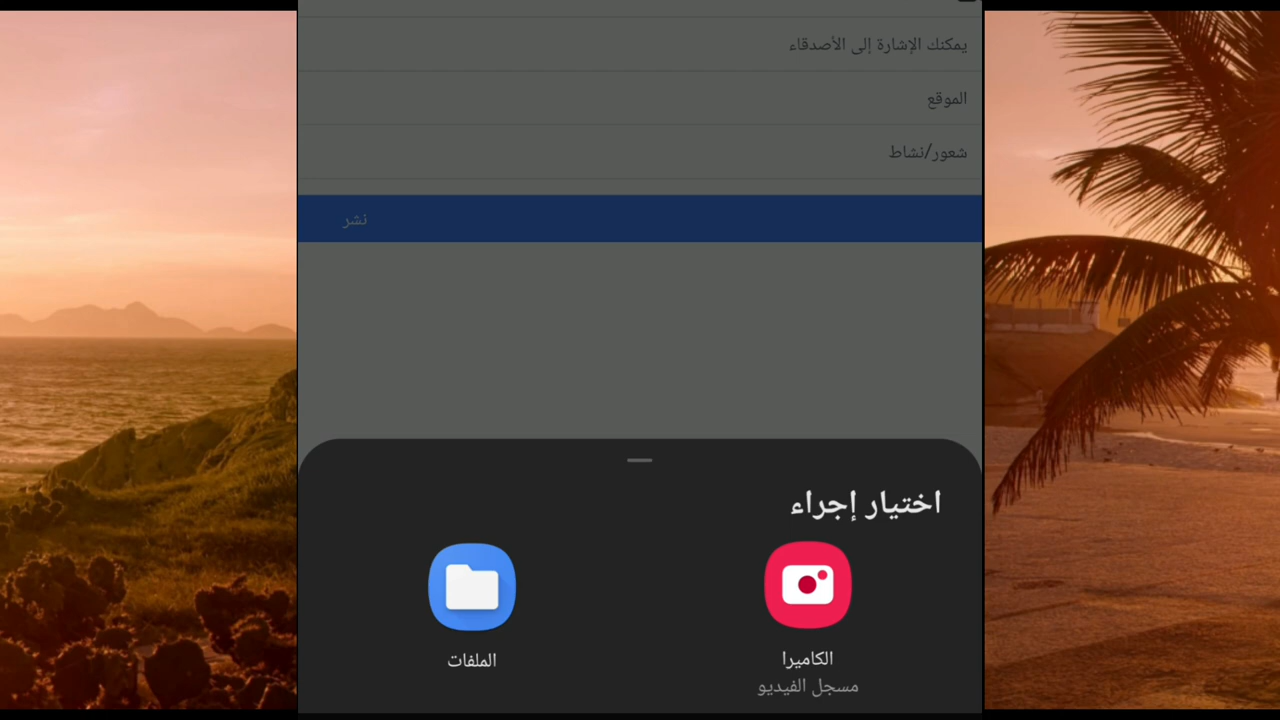 يمكنك الإشارة إلى الأصدقاء
الموقع
شعور/نشاط
نشر
اختيار إجراء
الكاميرا
مسجل الفيديو
الملفات